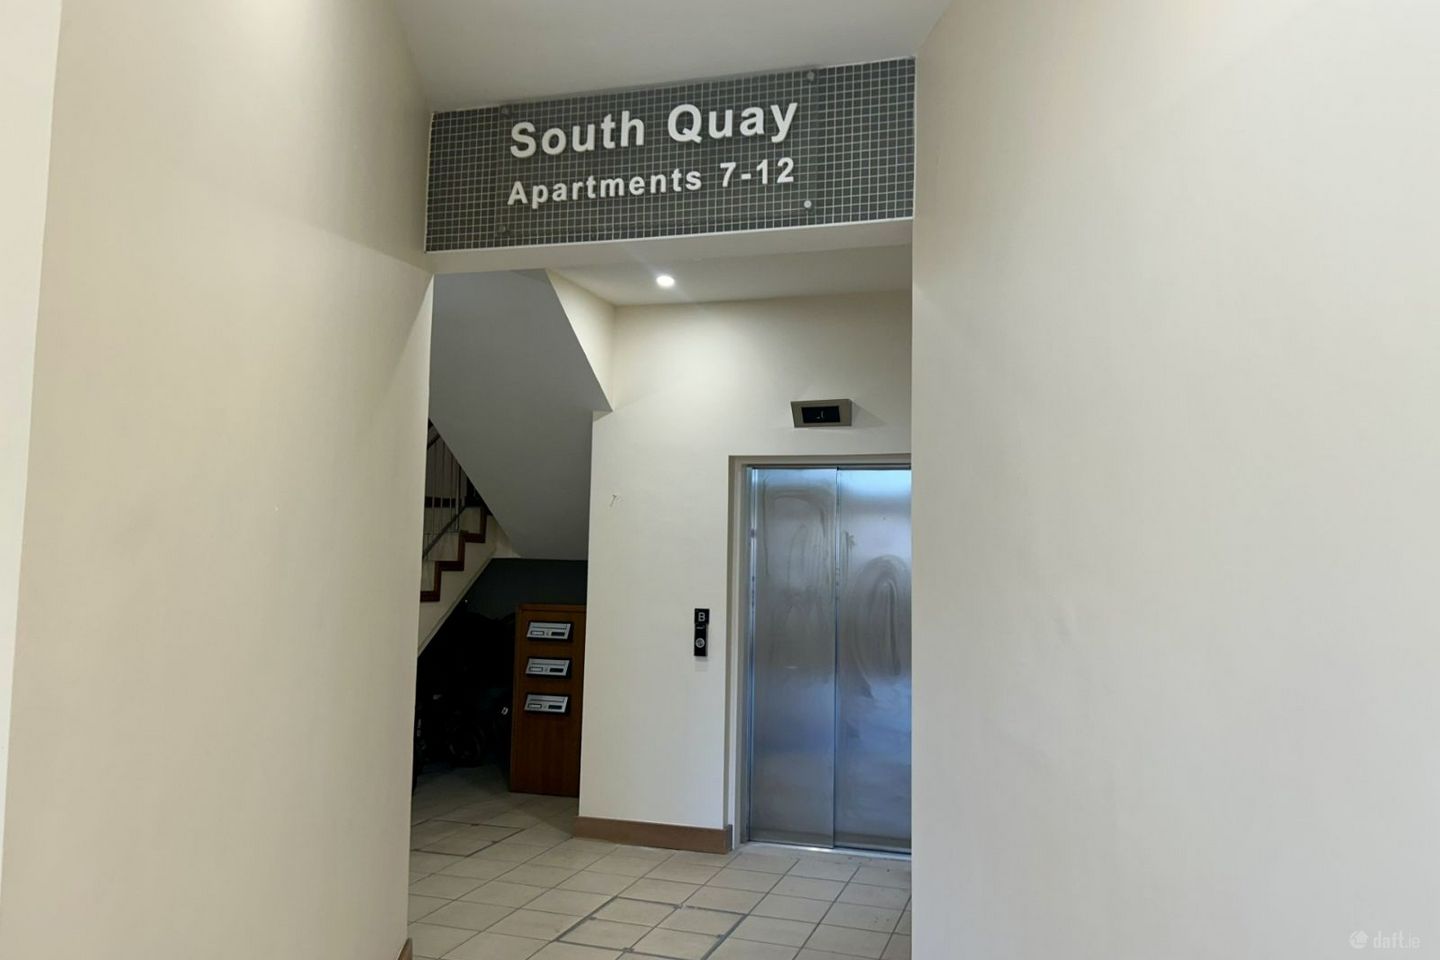 South Quay
Apartments 7-12
B
daft.ie